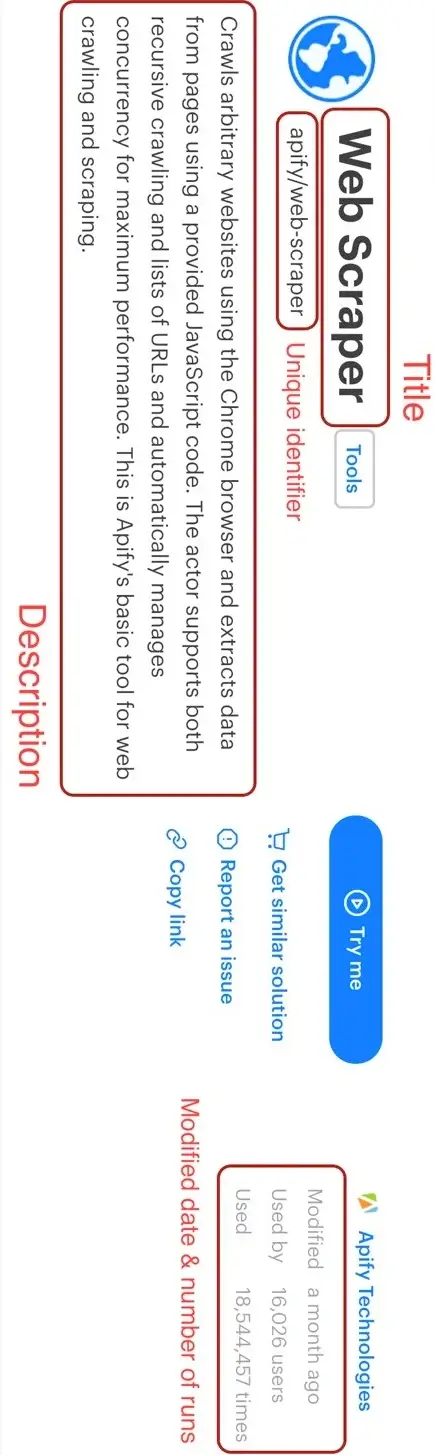 Title
Web Scraper
Tools
apify/web-scraper
Unique identifier
Crawls arbitrary websites using the Chrome browser and extracts data
from pages using a provided JavaScript code. The actor supports both
recursive crawling and lists of URLs and automatically manages
concurrency for maximum performance. This is Apify's basic tool for web
crawling and scraping.
Description
Try me
Get similar solution
Report an issue
Copy link
Apify Technologies
Modified a month ago
Used by 16,026 users
Used 18,544,457 times
Modified date & number of runs